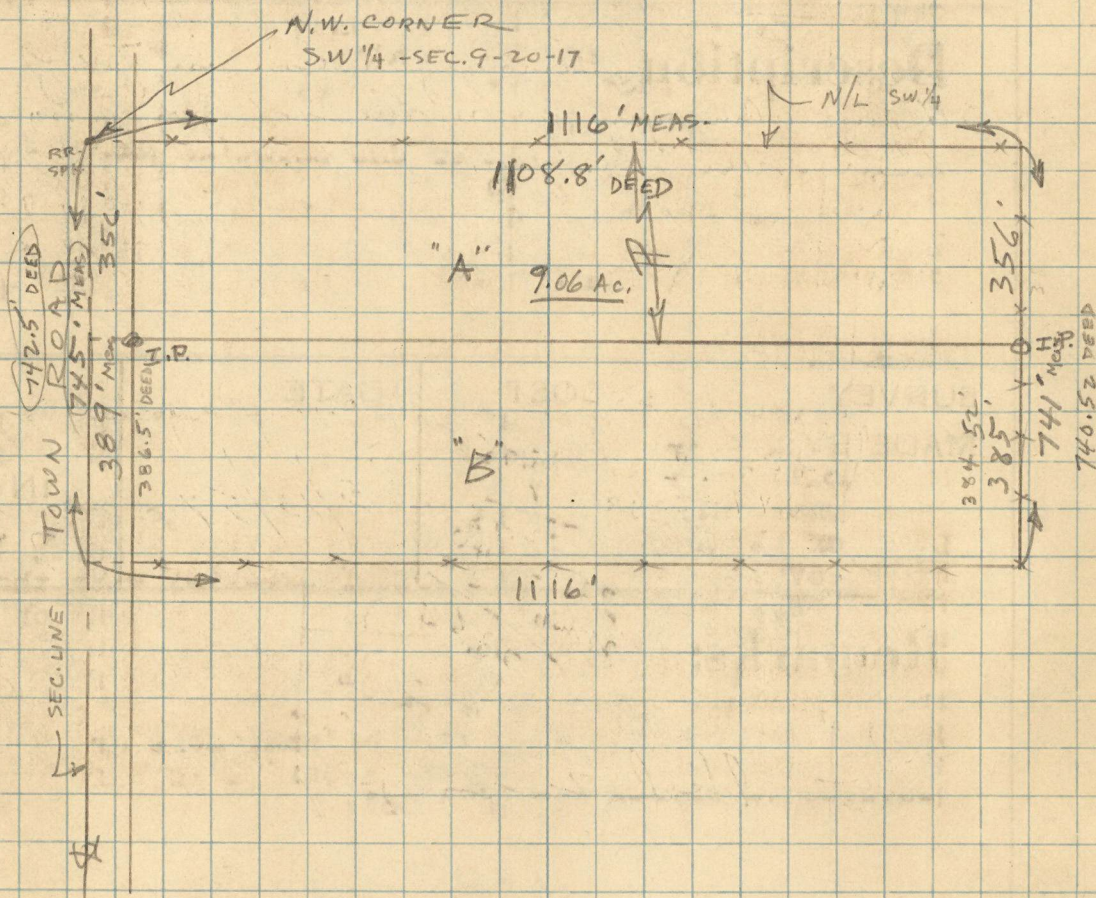 N.W. CORNER
S.W 1/4 - SEC. 9-20-17
N/L SW 1/4
1116' MEAS.
1108.8' DEED
RR.
SPK
356'
742.5' DEED
745' MEAS
TOWN ROAD
389' Meas
386.5' DEED
"A"
9.06 Ac.
356'
I.P.
384.52'
385'
741' Meas
740.52 DEED
"B"
1116'
SEC. LINE